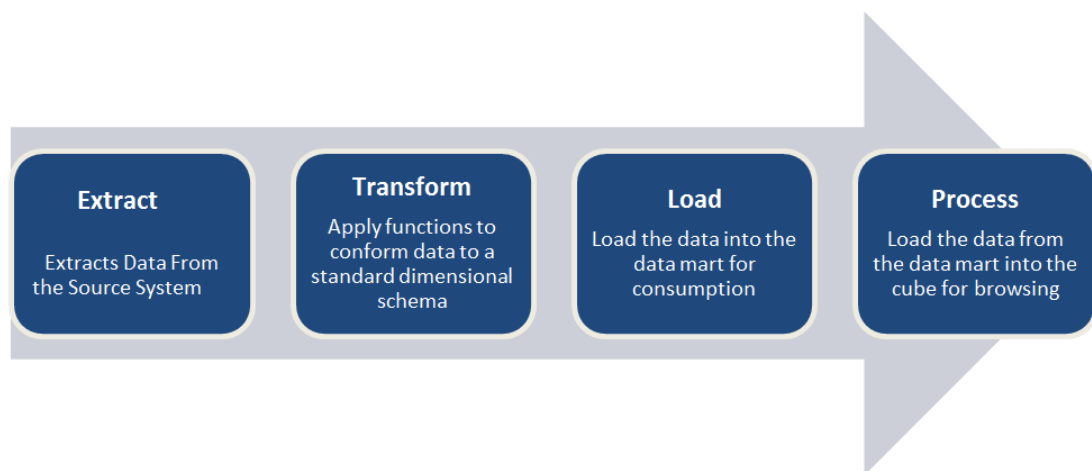 Extract
Extracts Data From
the Source System
Transform
Apply functions to
conform data to a
standard dimensional
schema
Load
Load the data into the
data mart for
consumption
Process
Load the data from
the data mart into the
cube for browsing